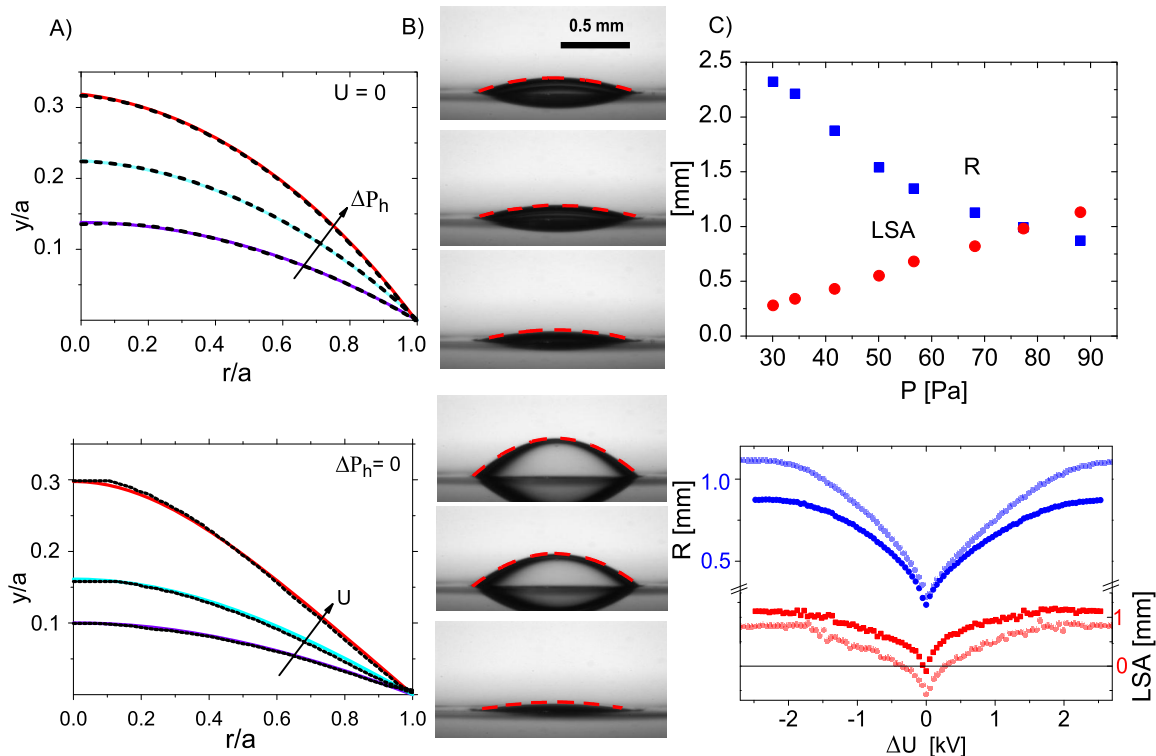 A)
B)
C)
U = 0
0.3
0.2
0.1
y/a
ΔPh
0.0 0.2 0.4 0.6 0.8 1.0
r/a
0.5 mm
2.5
2.0
1.5
1.0
0.5
0.0
[mm]
R
LSA
30 40 50 60 70 80 90
P [Pa]
ΔPh= 0
0.3
0.2
0.1
y/a
U
0.0 0.2 0.4 0.6 0.8 1.0
r/a
1.0
0.5
R [mm]
1
0
LSA [mm]
-2 -1 0 1 2
ΔU [kV]